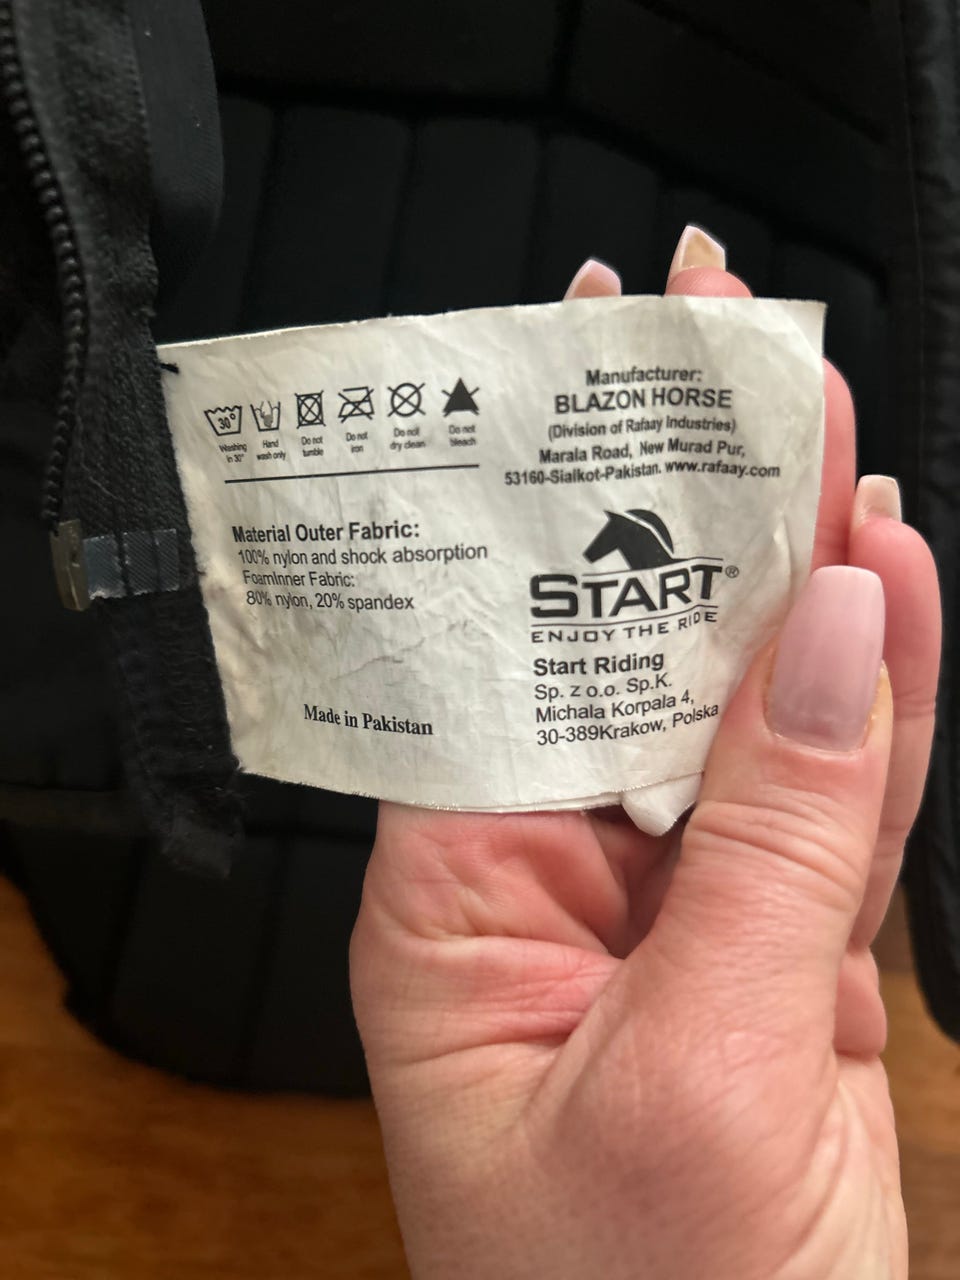 30°
Washing
in 30°
Hand
wash only
Do not
tumble
Do not
iron
Do not
dry clean
Do not
bleach
Material Outer Fabric:
100% nylon and shock absorption
FoamInner Fabric:
80% nylon, 20% spandex
Made in Pakistan
Manufacturer:
BLAZON HORSE
(Division of Rafaay Industries)
Marala Road, New Murad Pur,
53160-Sialkot-Pakistan. www.rafaay.com
START®
ENJOY THE RIDE
Start Riding
Sp. z o.o. Sp.K.
Michala Korpala 4,
30-389Krakow, Polska